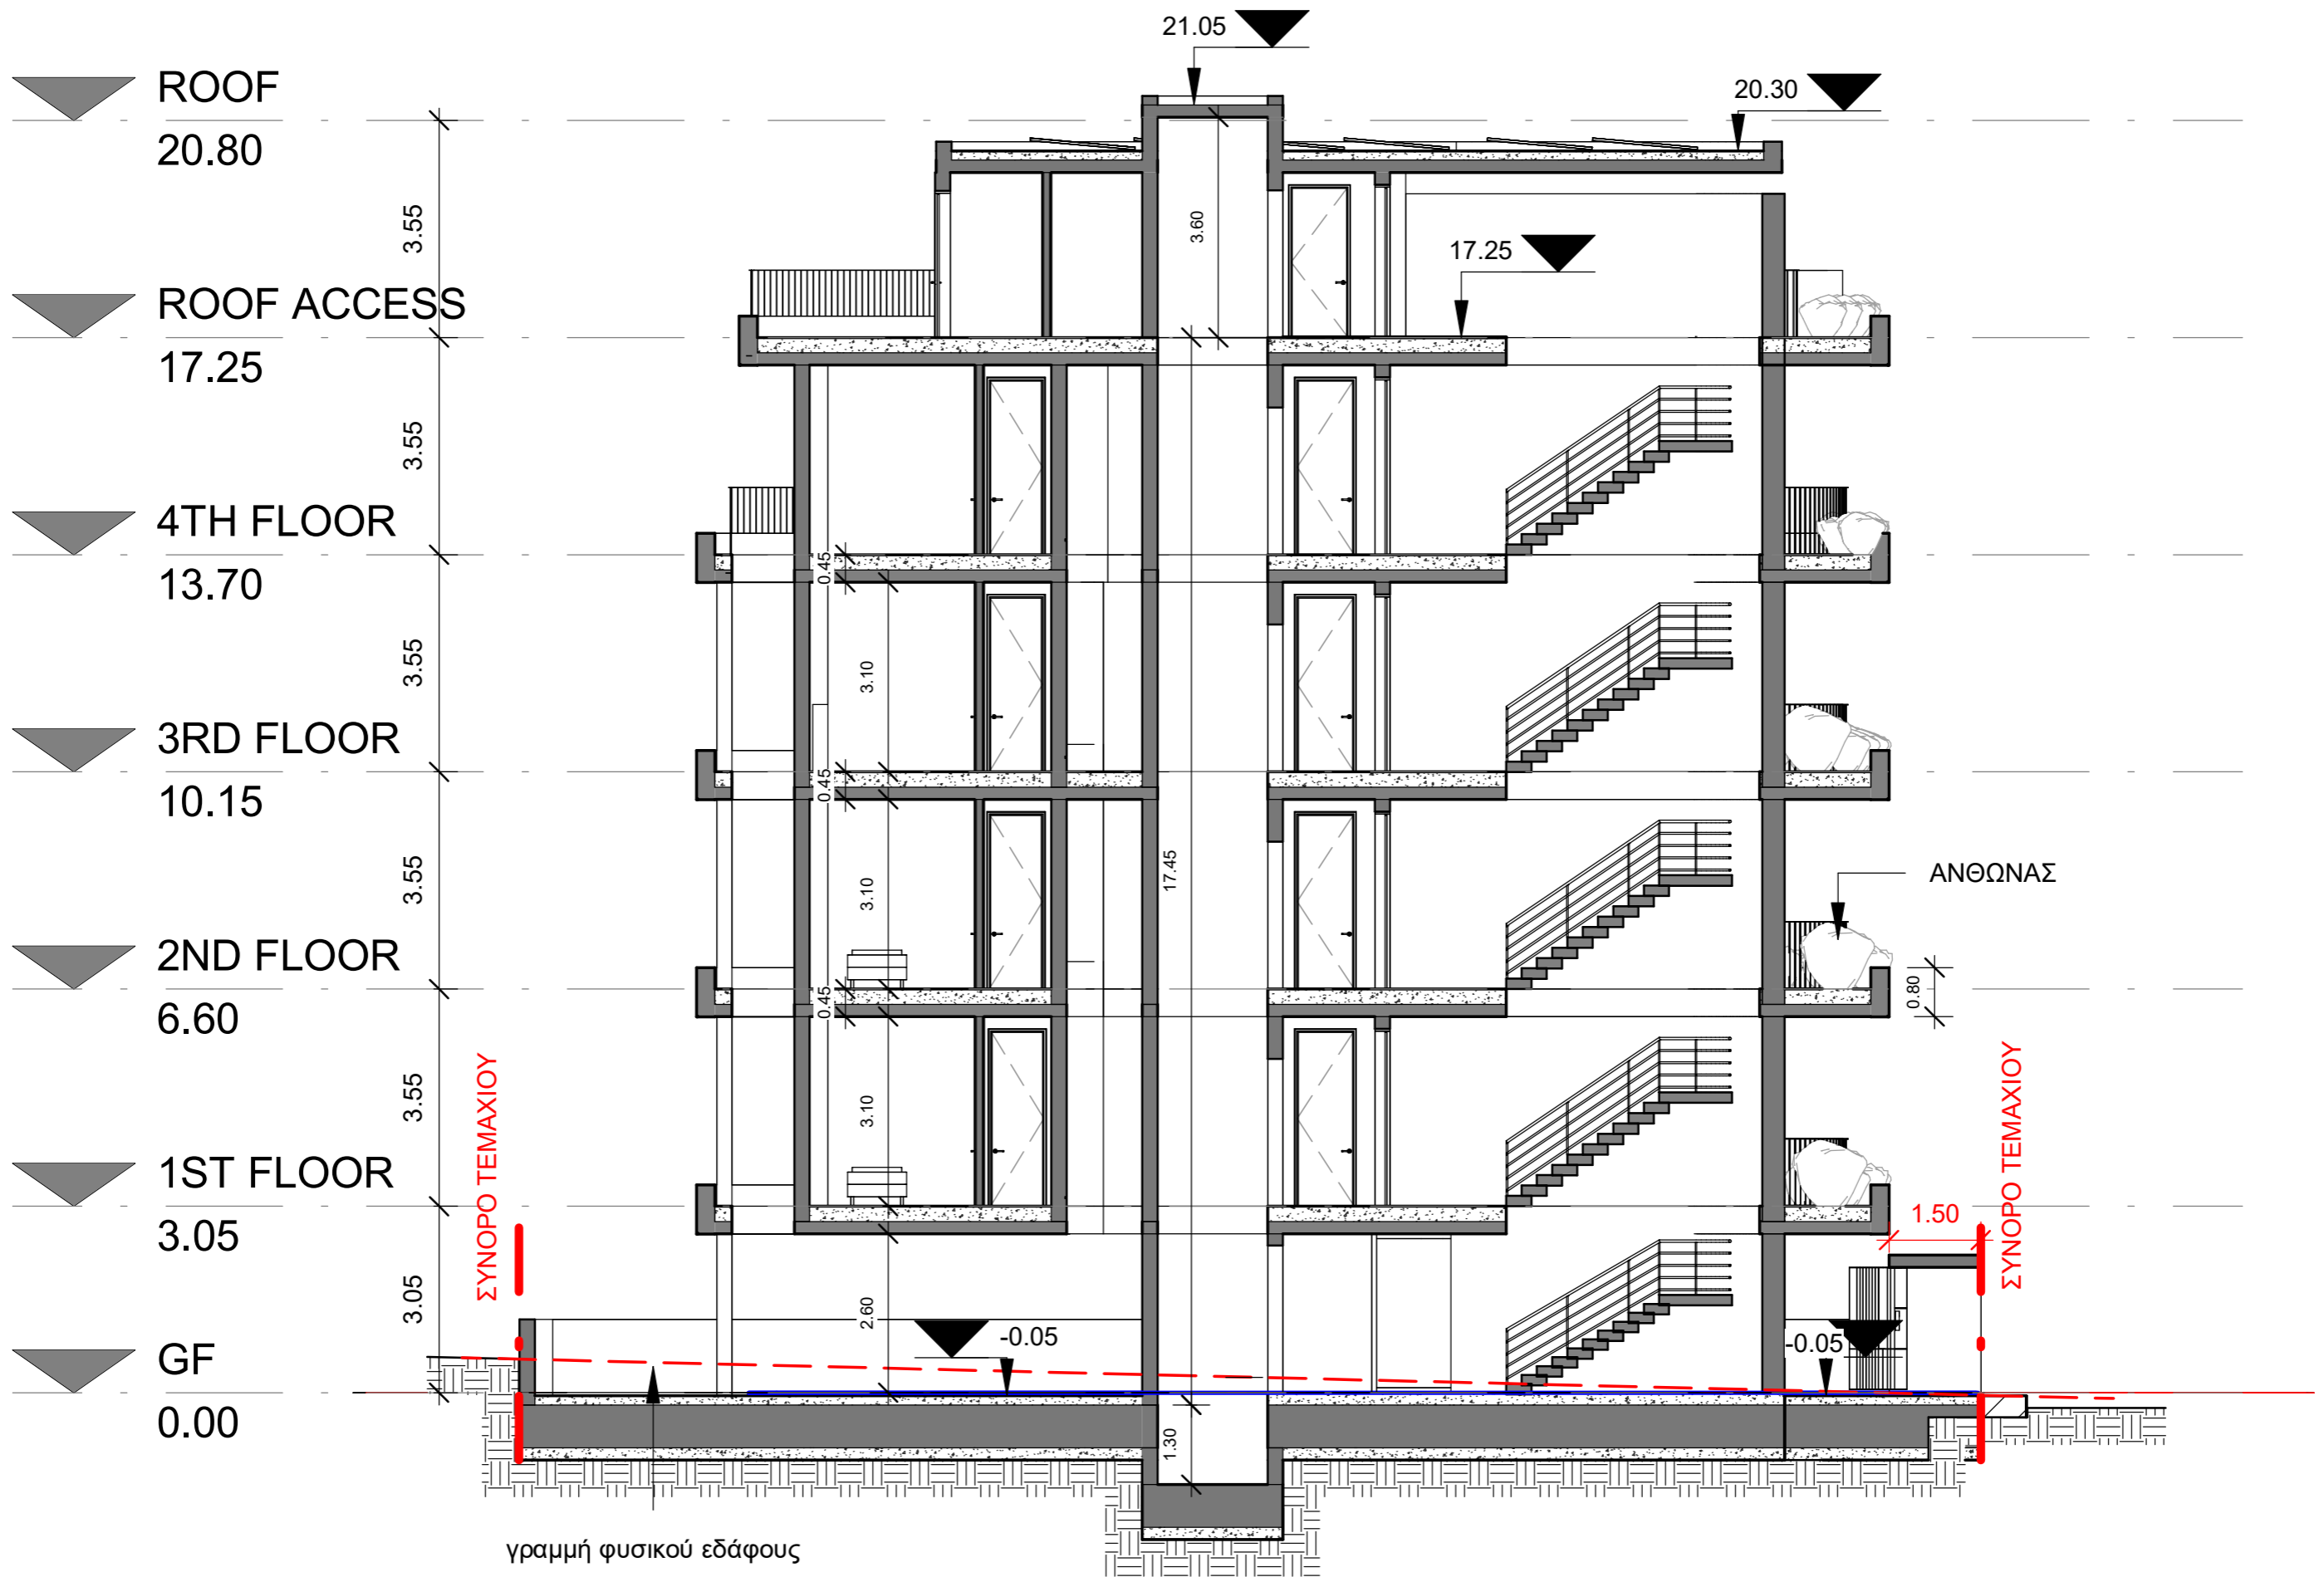 21.05
20.30
ROOF
20.80
3.55
3.60
17.25
ROOF ACCESS
17.25
3.55
4TH FLOOR
13.70
0.45
3.55
3.10
3RD FLOOR
10.15
0.45
3.55
3.10
17.45
ΑΝΘΩΝΑΣ
2ND FLOOR
6.60
0.45
0.80
3.55
3.10
ΣΥΝΟΡΟ ΤΕΜΑΧΙΟΥ
ΣΥΝΟΡΟ ΤΕΜΑΧΙΟΥ
1ST FLOOR
3.05
1.50
3.05
2.60
-0.05
-0.05
GF
0.00
1.30
γραμμή φυσικού εδάφους